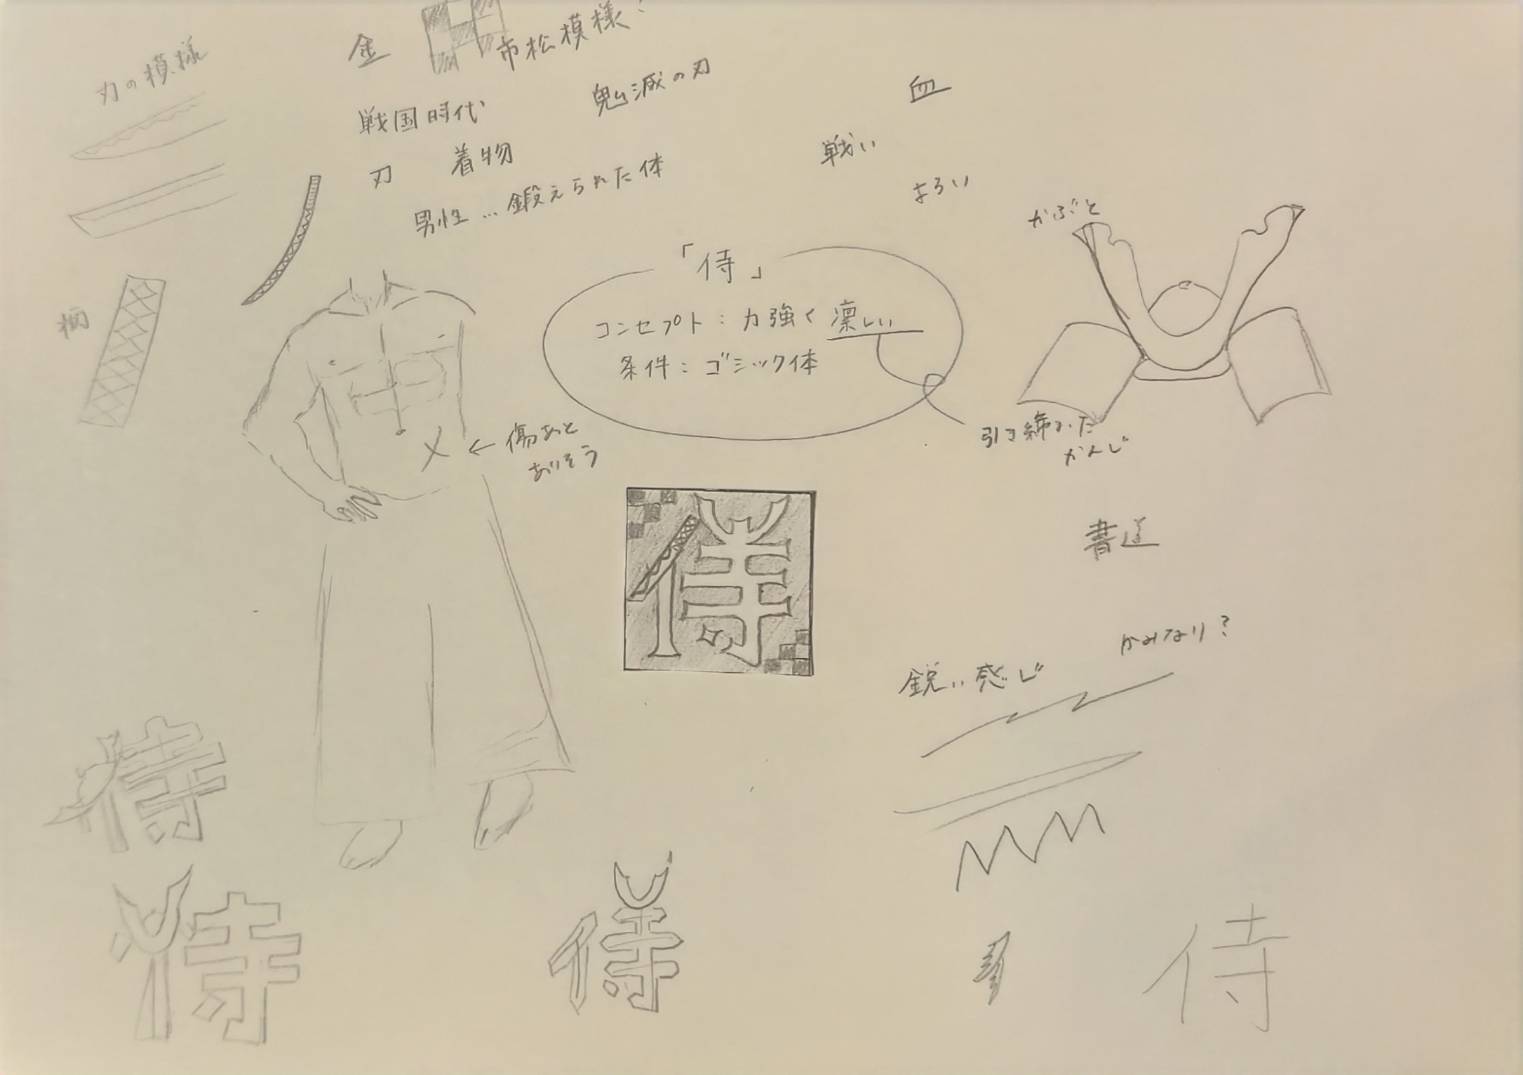 刃の模様
金
市松模様?
戦国時代
鬼滅の刃
血
刃
着物
戦い
男性…鍛えられた体
よろい
かぶと
柄
「侍」
コンセプト:力強く凛しい
条件:ゴシック体
引き締まった
かんじ
←傷あと
ありそう
侍
書道
かみなり?
鋭い感じ
侍
侍
侍
侍